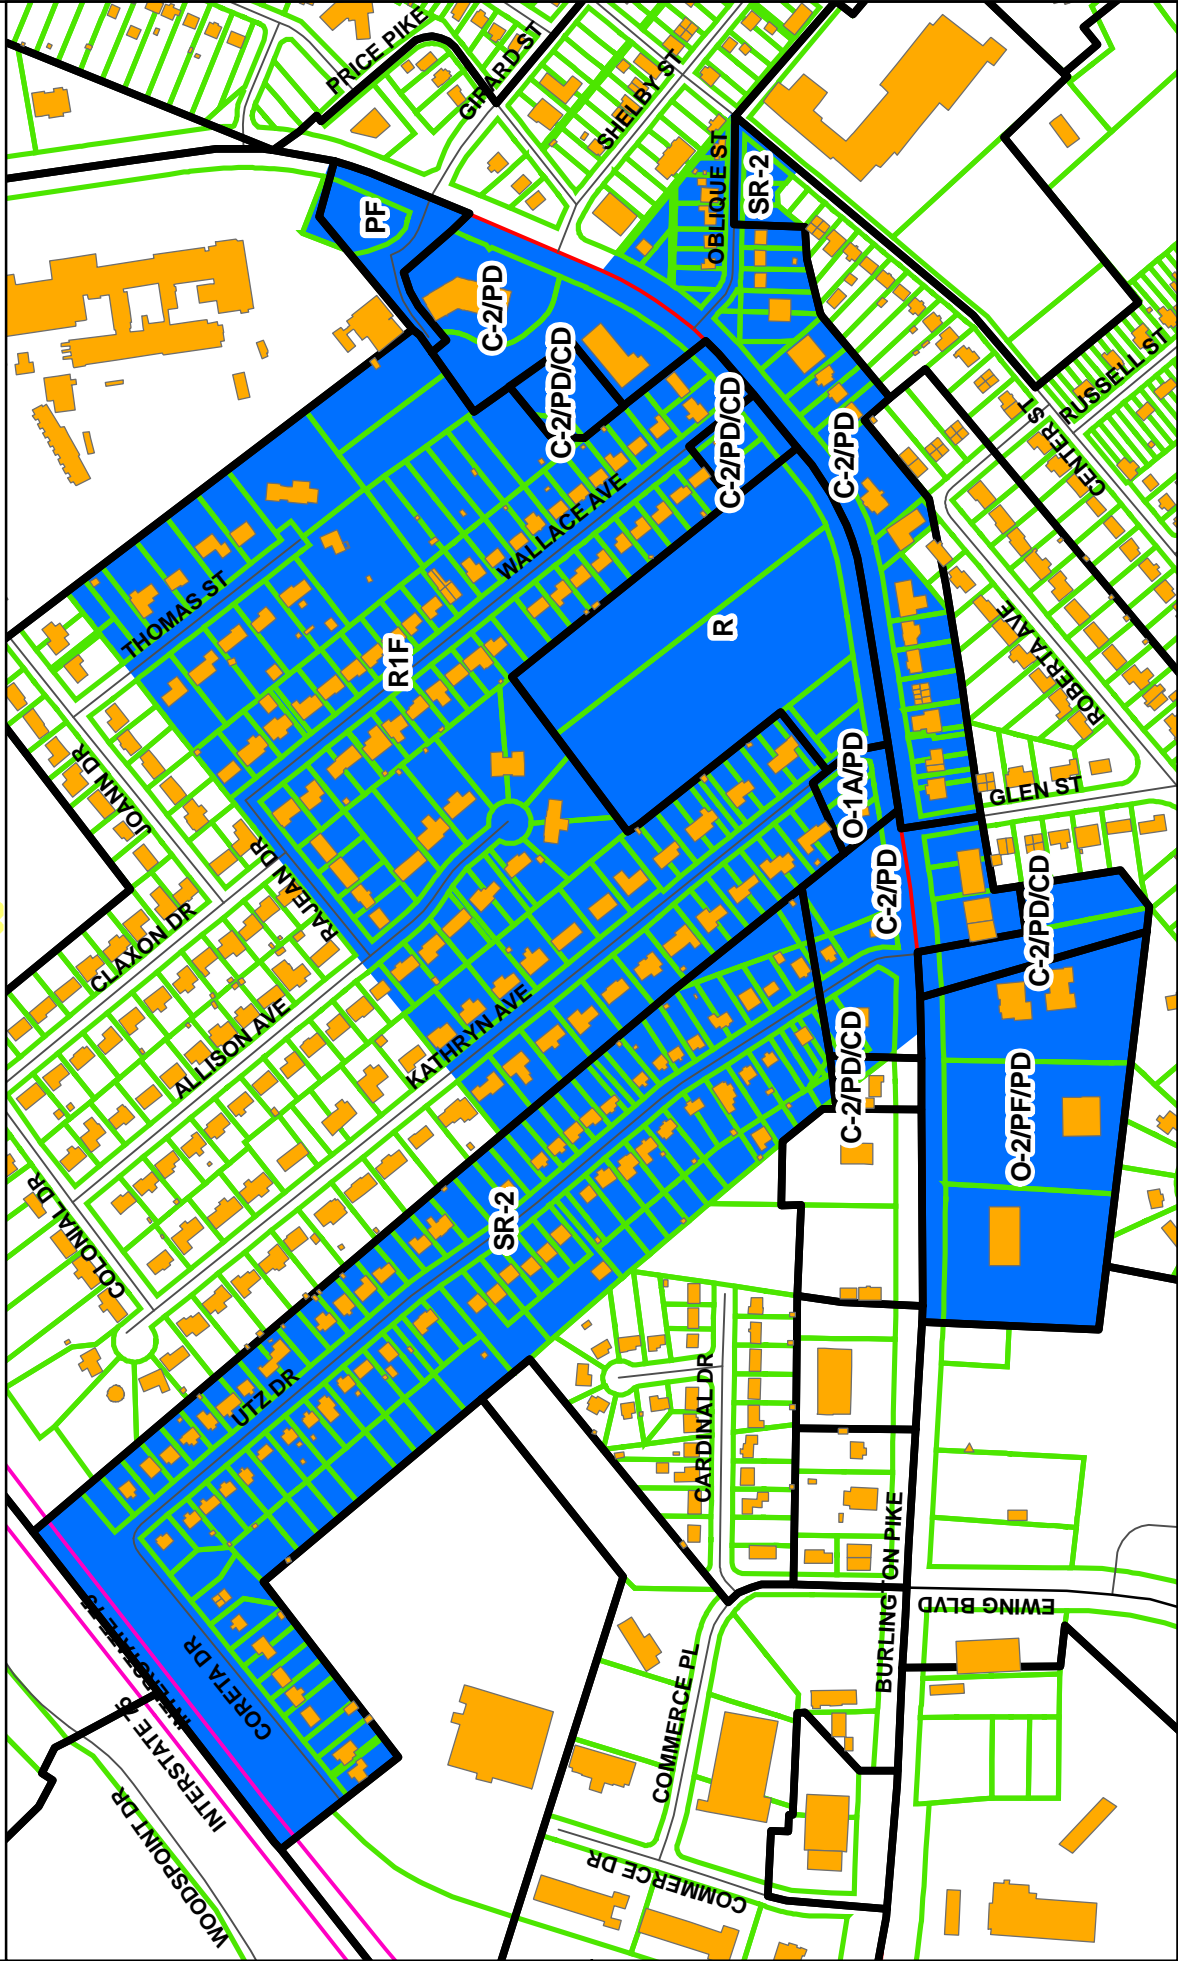 PRICE PIKE
GIRARD ST
SHELBY ST
OBLIQUE ST
SR-2
PF
C-2/PD
C-2/PD/CD
C-2/PD/CD
C-2/PD
RUSSELL ST
CENTER ST
WALLACE AVE
THOMAS ST
R1F
R
ROBERTA AVE
JOANN DR
RAJEAN DR
O-1A/PD
GLEN ST
C-2/PD
CLAXON DR
C-2/PD/CD
ALLISON AVE
KATHRYN AVE
C-2/PD/CD
O-2/PF/PD
COLONIAL DR
SR-2
UTZ DR
CARDINAL DR
BURLINGTON PIKE
EWING BLVD
INTERSTATE 75
INTERSTATE 75
CORETA DR
COMMERCE PL
WOODSPOINT DR
COMMERCE DR